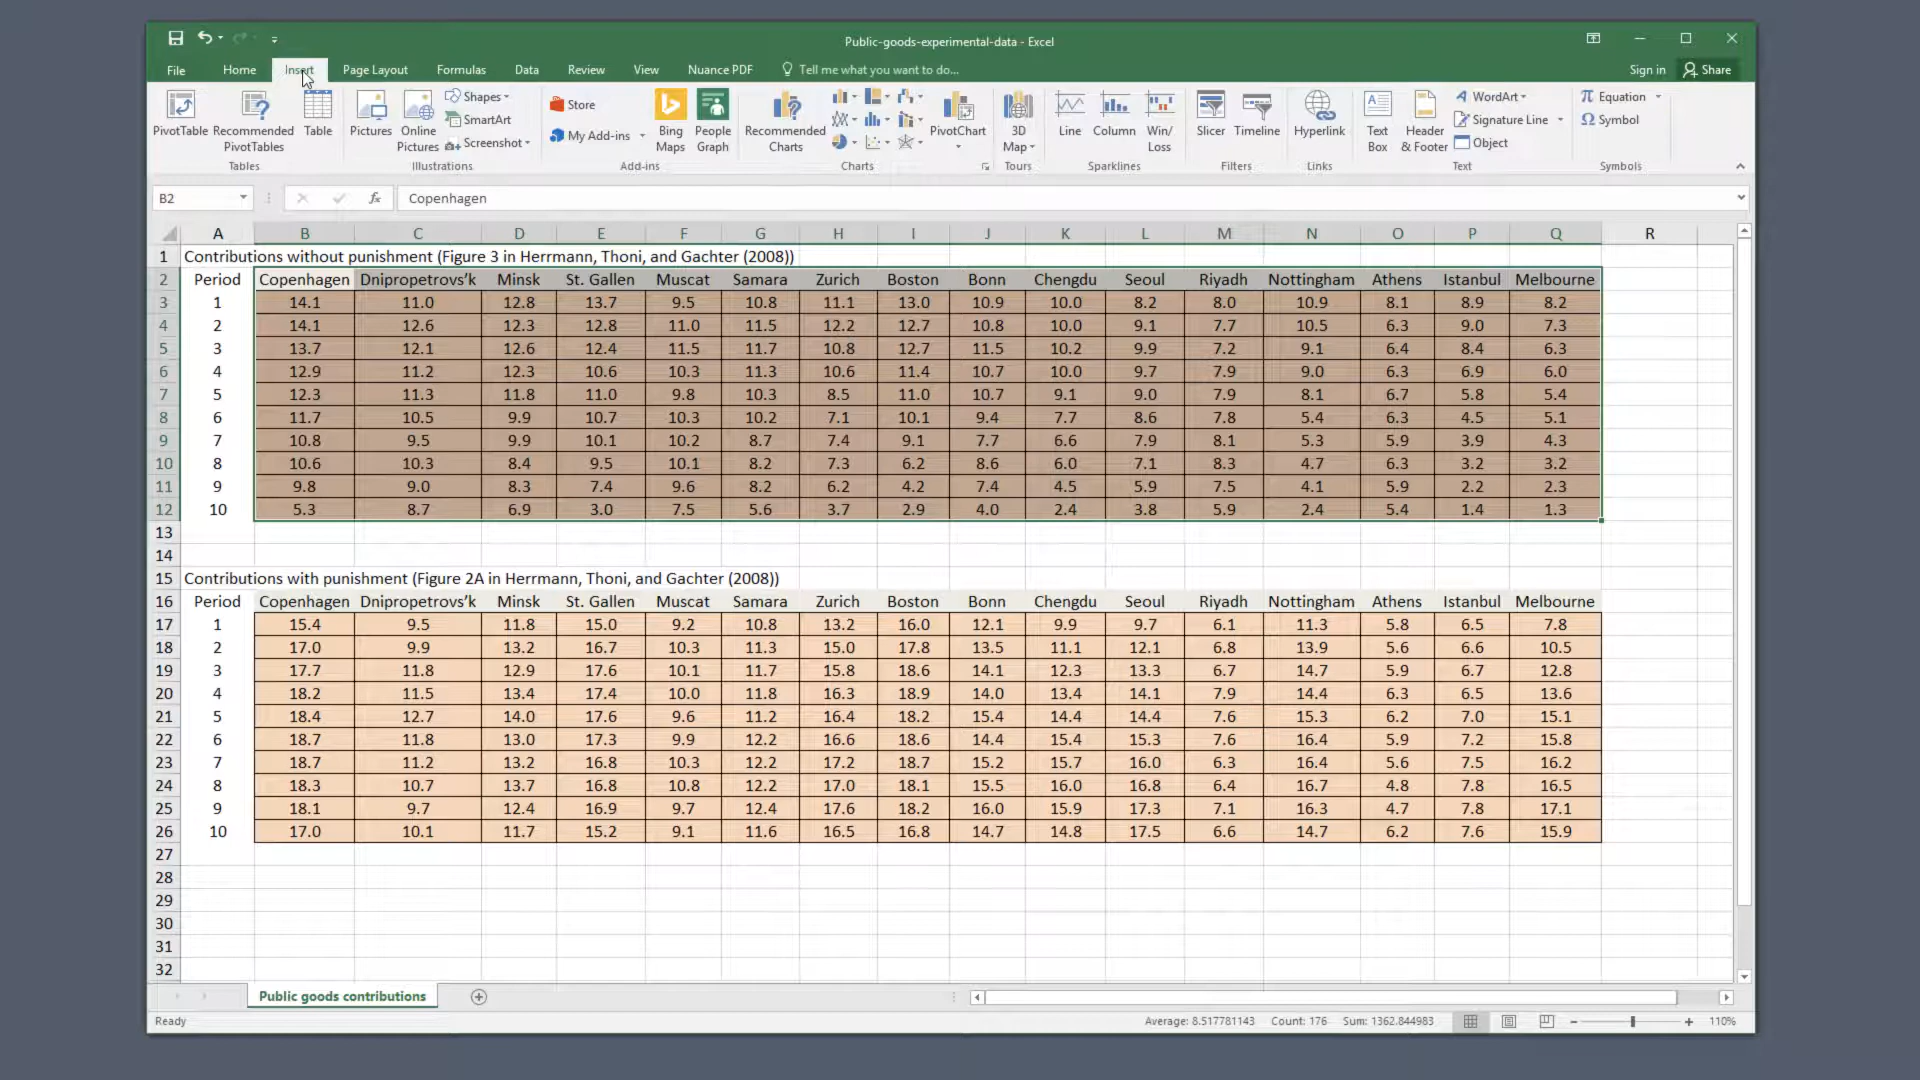 Public-goods-experimental-data - Excel
File Home Insert Page Layout Formulas Data Review View Nuance PDF Tell me what you want to do... Sign in Share
PivotTable Recommended PivotTables Table Pictures Online Pictures Shapes SmartArt Screenshot Store My Add-ins Bing Maps People Graph Recommended Charts PivotChart 3D Map Line Column Win/Loss Slicer Timeline Hyperlink Text Box Header & Footer WordArt Signature Line Object Equation Symbol
Tables Illustrations Add-ins Charts Tours Sparklines Filters Links Text Symbols
B2 fx Copenhagen
A B C D E F G H I J K L M N O P Q R
1 Contributions without punishment (Figure 3 in Herrmann, Thoni, and Gachter (2008))
2 Period Copenhagen Dnipropetrovs'k Minsk St. Gallen Muscat Samara Zurich Boston Bonn Chengdu Seoul Riyadh Nottingham Athens Istanbul Melbourne
3 1 14.1 11.0 12.8 13.7 9.5 10.8 11.1 13.0 10.9 10.0 8.2 8.0 10.9 8.1 8.9 8.2
4 2 14.1 12.6 12.3 12.8 11.0 11.5 12.2 12.7 10.8 10.0 9.1 7.7 10.5 6.3 9.0 7.3
5 3 13.7 12.1 12.6 12.4 11.5 11.7 10.8 12.7 11.5 10.2 9.9 7.2 9.1 6.4 8.4 6.3
6 4 12.9 11.2 12.3 10.6 10.3 11.3 10.6 11.4 10.7 10.0 9.7 7.9 9.0 6.3 6.9 6.0
7 5 12.3 11.3 11.8 11.0 9.8 10.3 8.5 11.0 10.7 9.1 9.0 7.9 8.1 6.7 5.8 5.4
8 6 11.7 10.5 9.9 10.7 10.3 10.2 7.1 10.1 9.4 7.7 8.6 7.8 5.4 6.3 4.5 5.1
9 7 10.8 9.5 9.9 10.1 10.2 8.7 7.4 9.1 7.7 6.6 7.9 8.1 5.3 5.9 3.9 4.3
10 8 10.6 10.3 8.4 9.5 10.1 8.2 7.3 6.2 8.6 6.0 7.1 8.3 4.7 6.3 3.2 3.2
11 9 9.8 9.0 8.3 7.4 9.6 8.2 6.2 4.2 7.4 4.5 5.9 7.5 4.1 5.9 2.2 2.3
12 10 5.3 8.7 6.9 3.0 7.5 5.6 3.7 2.9 4.0 2.4 3.8 5.9 2.4 5.4 1.4 1.3
13
14
15 Contributions with punishment (Figure 2A in Herrmann, Thoni, and Gachter (2008))
16 Period Copenhagen Dnipropetrovs'k Minsk St. Gallen Muscat Samara Zurich Boston Bonn Chengdu Seoul Riyadh Nottingham Athens Istanbul Melbourne
17 1 15.4 9.5 11.8 15.0 9.2 10.8 13.2 16.0 12.1 9.9 9.7 6.1 11.3 5.8 6.5 7.8
18 2 17.0 9.9 13.2 16.7 10.3 11.3 15.0 17.8 13.5 11.1 12.1 6.8 13.9 5.6 6.6 10.5
19 3 17.7 11.8 12.9 17.6 10.1 11.7 15.8 18.6 14.1 12.3 13.3 6.7 14.7 5.9 6.7 12.8
20 4 18.2 11.5 13.4 17.4 10.0 11.8 16.3 18.9 14.0 13.4 14.1 7.9 14.4 6.3 6.5 13.6
21 5 18.4 12.7 14.0 17.6 9.6 11.2 16.4 18.2 15.4 14.4 14.4 7.6 15.3 6.2 7.0 15.1
22 6 18.7 11.8 13.0 17.3 9.9 12.2 16.6 18.6 14.4 15.4 15.3 7.6 16.4 5.9 7.2 15.8
23 7 18.7 11.2 13.2 16.8 10.3 12.2 17.2 18.7 15.2 15.7 16.0 6.3 16.4 5.6 7.5 16.2
24 8 18.3 10.7 13.7 16.8 10.8 12.2 17.0 18.1 15.5 16.0 16.8 6.4 16.7 4.8 7.8 16.5
25 9 18.1 9.7 12.4 16.9 9.7 12.4 17.6 18.2 16.0 15.9 17.3 7.1 16.3 4.7 7.8 17.1
26 10 17.0 10.1 11.7 15.2 9.1 11.6 16.5 16.8 14.7 14.8 17.5 6.6 14.7 6.2 7.6 15.9
27
28
29
30
31
32
Public goods contributions
Ready Average: 8.517781143 Count: 176 Sum: 1362.844983 110%